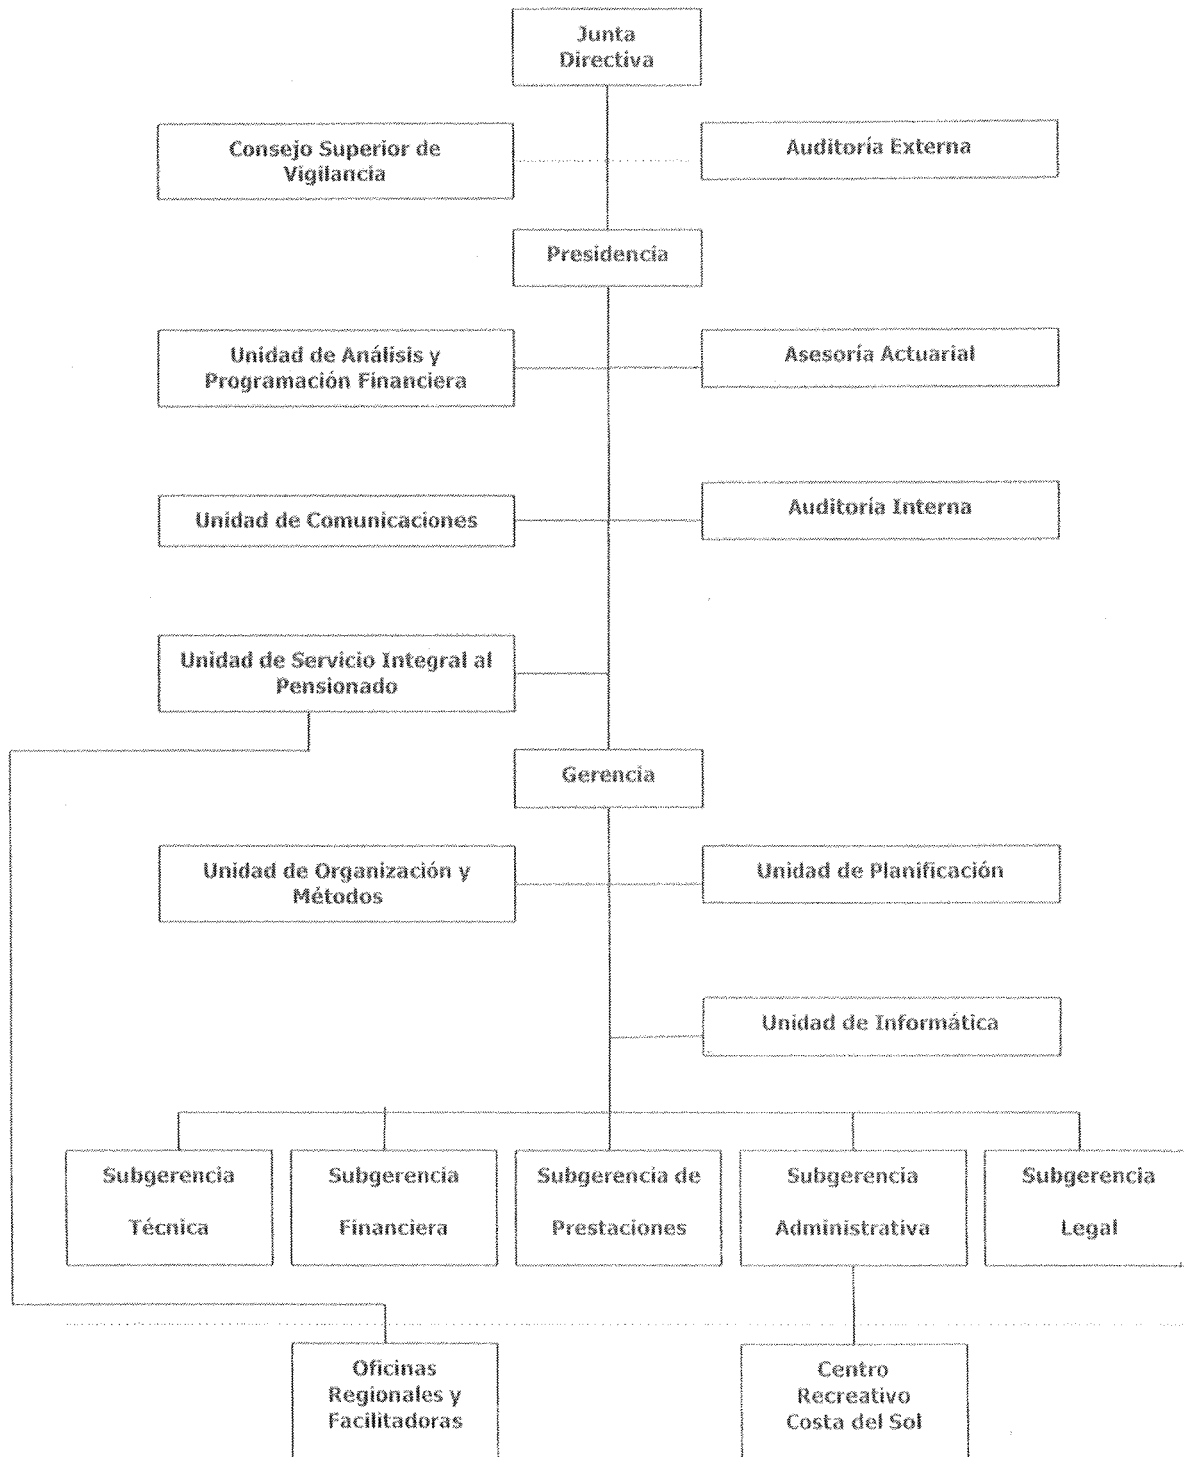 Junta
Directiva
Consejo Superior de
Vigilancia
Auditoría Externa
Presidencia
Unidad de Análisis y
Programación Financiera
Asesoría Actuarial
Unidad de Comunicaciones
Auditoría Interna
Unidad de Servicio Integral al
Pensionado
Gerencia
Unidad de Organización y
Métodos
Unidad de Planificación
Unidad de Informática
Subgerencia
Técnica
Subgerencia
Financiera
Subgerencia de
Prestaciones
Subgerencia
Administrativa
Subgerencia
Legal
Oficinas
Regionales y
Facilitadoras
Centro
Recreativo
Costa del Sol